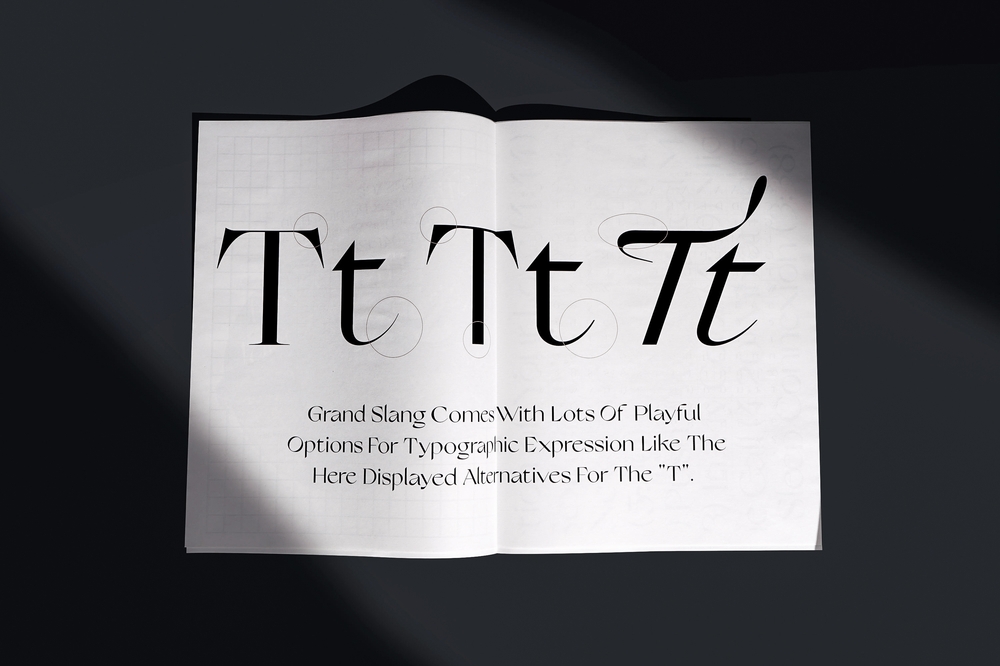 Tt Tt Tt
Grand Slang Comes With Lots Of Playful
Options For Typographic Expression Like The
Here Displayed Alternatives For The "T".